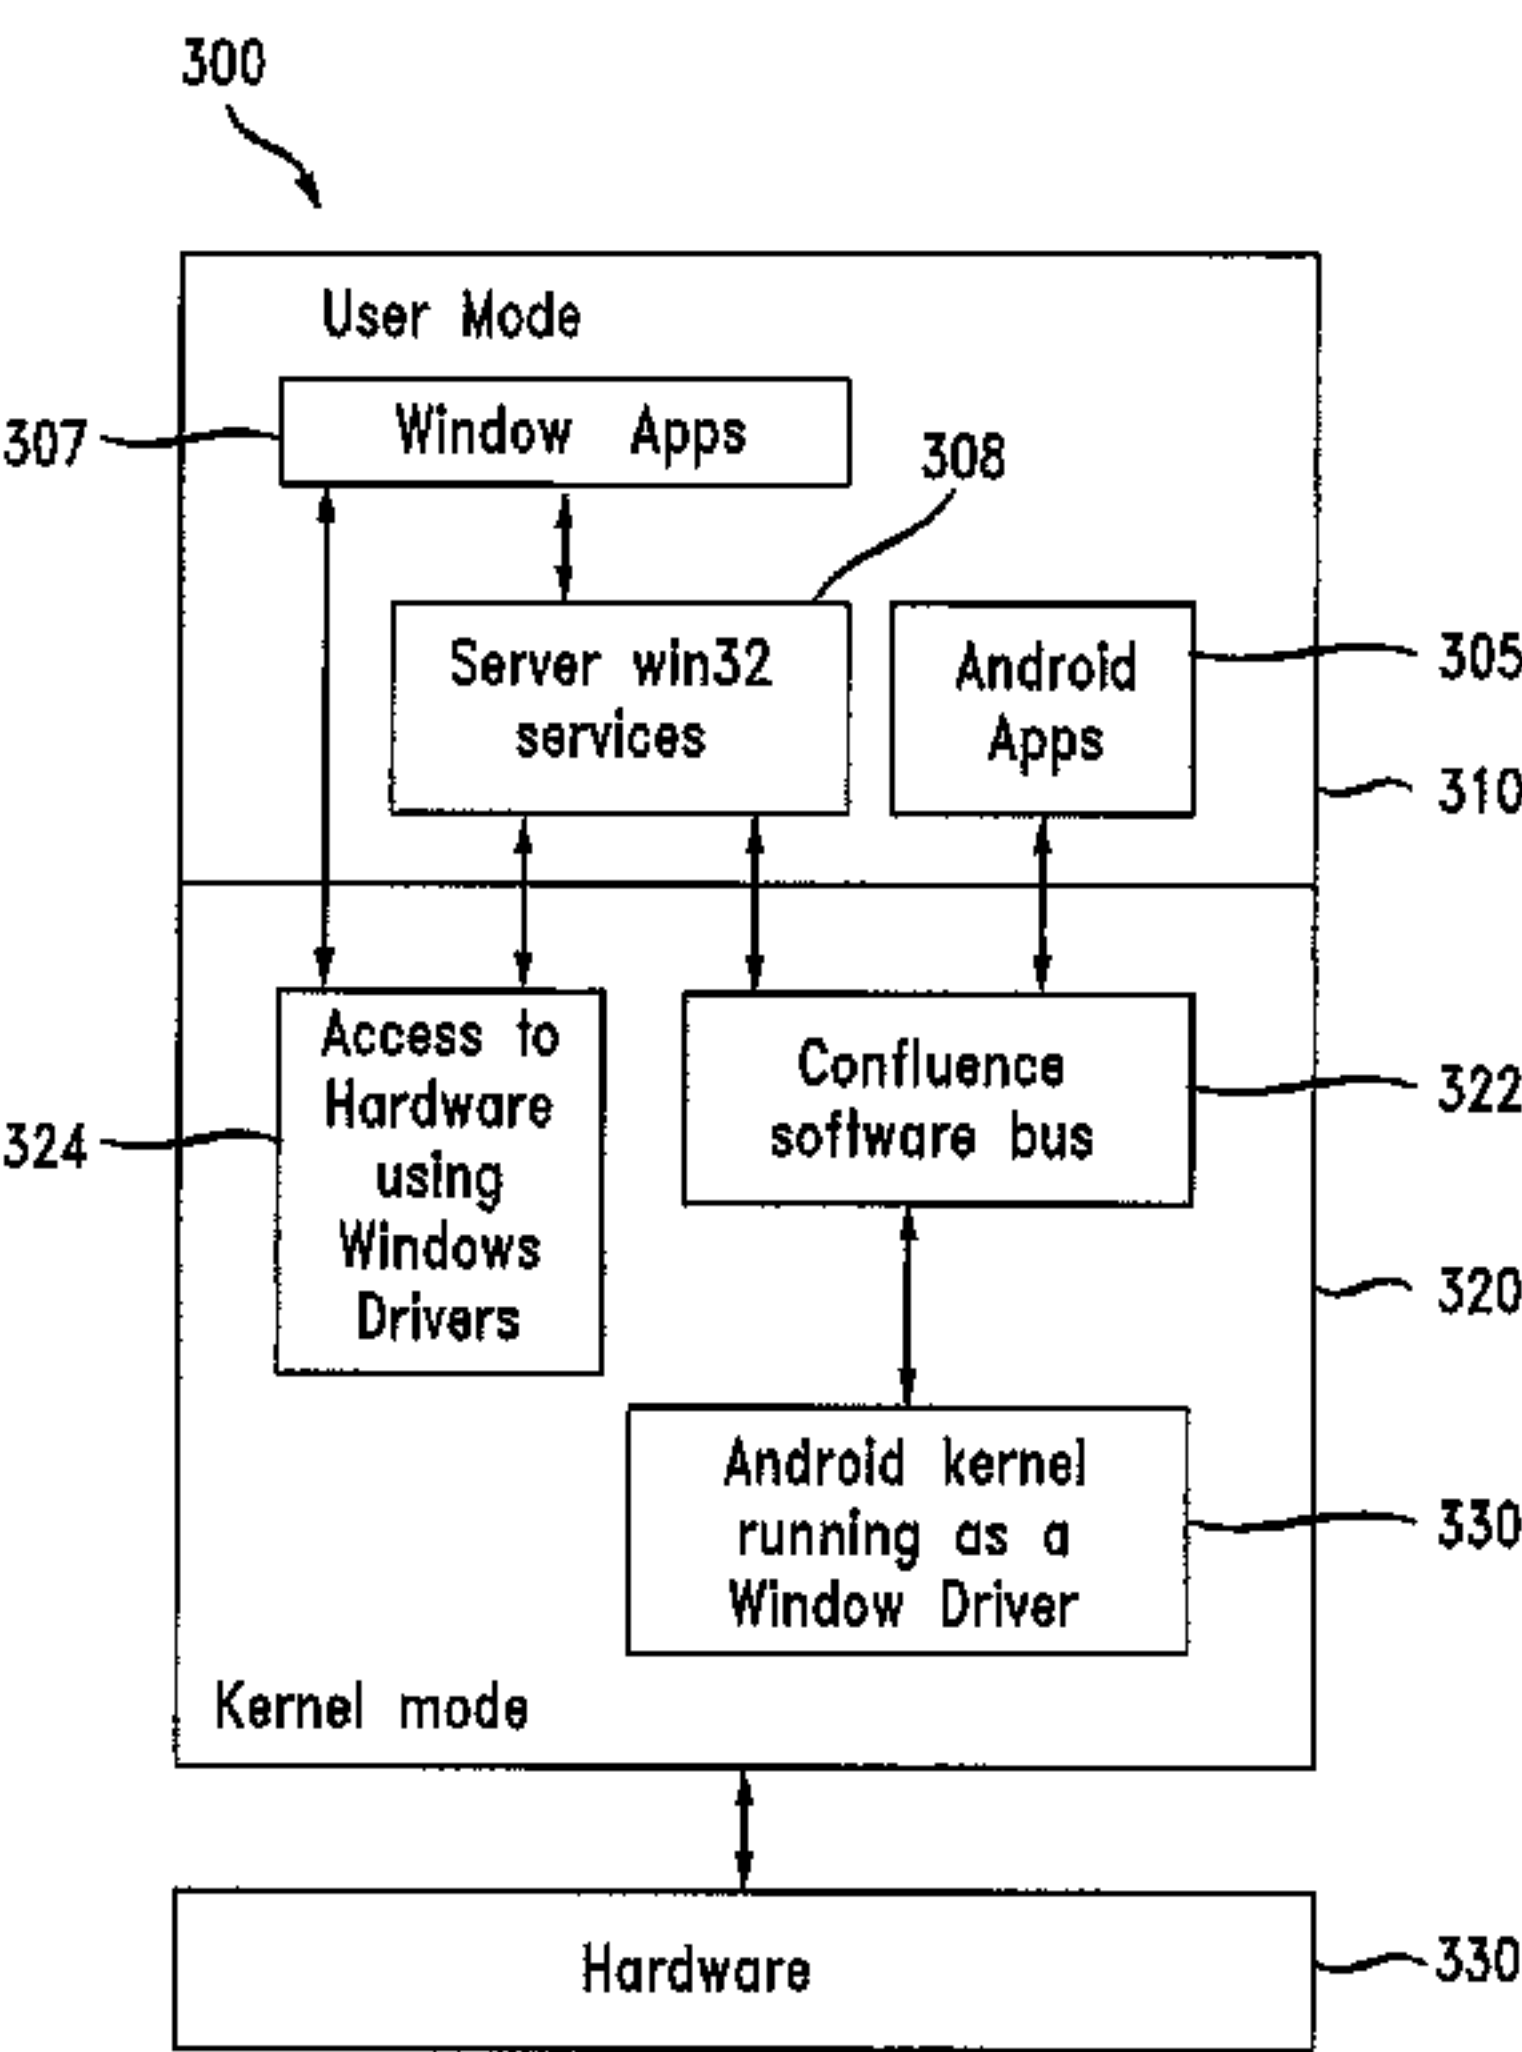 300
User Mode
Window Apps
307
308
Server win32
services
Android
Apps
305
310
Access to
Hardware
using
Windows
Drivers
324
Confluence
software bus
322
320
Android kernel
running as a
Window Driver
330
Kernel mode
Hardware
330